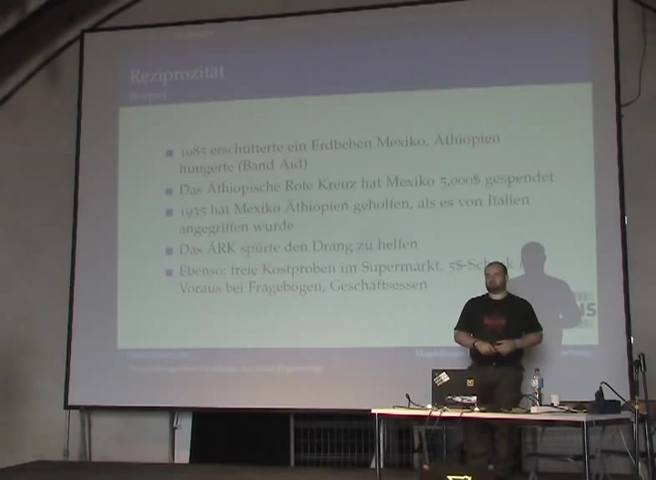 Reziprozität
Beispiel
1985 erschütterte ein Erdbeben Mexiko. Äthiopien
hungerte (Band Aid)
Das Äthiopische Rote Kreuz hat Mexiko 5,000$ gespendet
1935 hat Mexiko Äthiopien geholfen, als es von Italien
angegriffen wurde
Das ÄRK spürte den Drang zu helfen
Ebenso: freie Kostproben im Supermarkt, 5$-Scheck
Voraus bei Fragebögen, Geschäftsessen